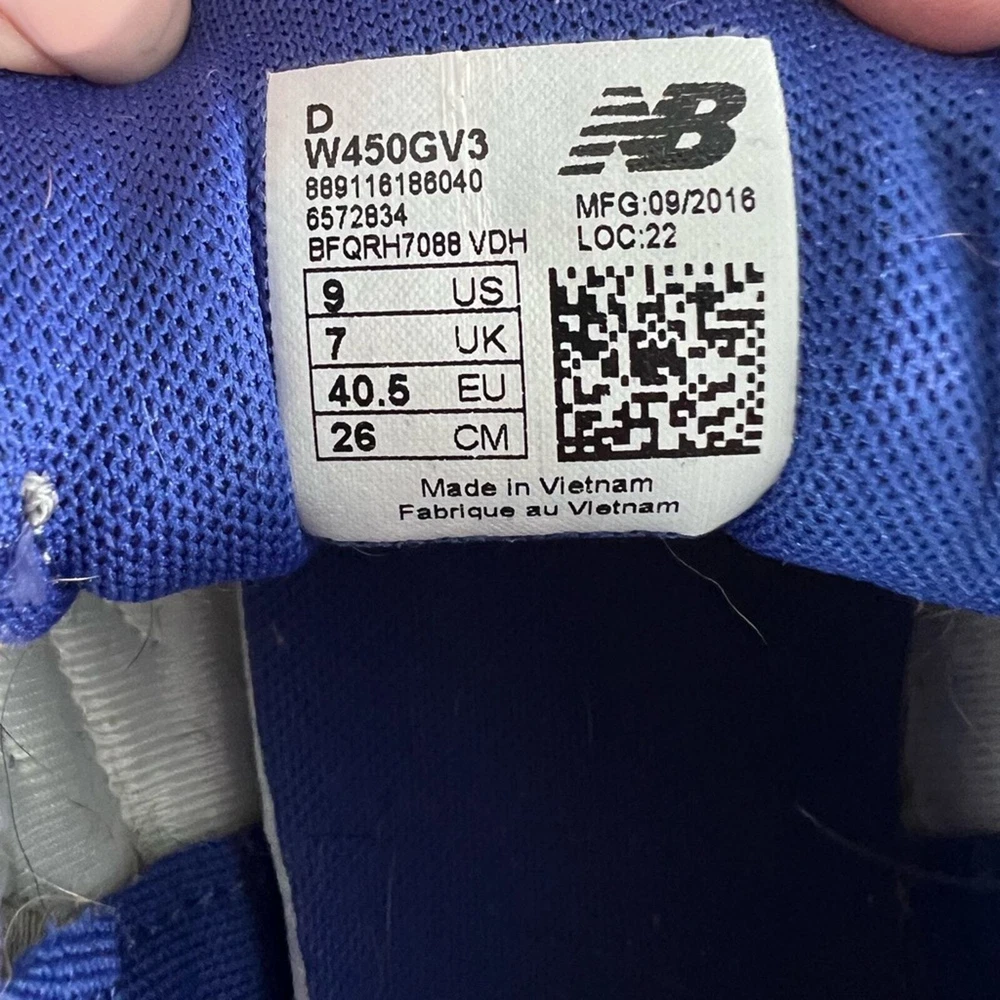 D
W450GV3
889116186040
6572834
BFQRH7088 VDH
NB
MFG:09/2016
LOC:22
9 US
7 UK
40.5 EU
26 CM
Made in Vietnam
Fabrique au Vietnam